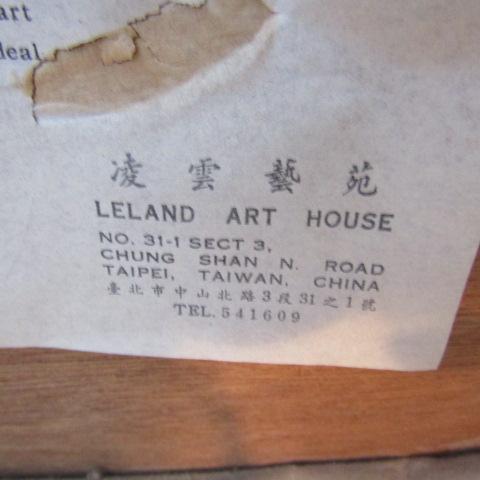 art
deal
凌雲藝苑
LELAND ART HOUSE
NO. 31-1 SECT 3,
CHUNG SHAN N. ROAD
TAIPEI, TAIWAN, CHINA
臺北市中山北路3段31之1號
TEL. 541609